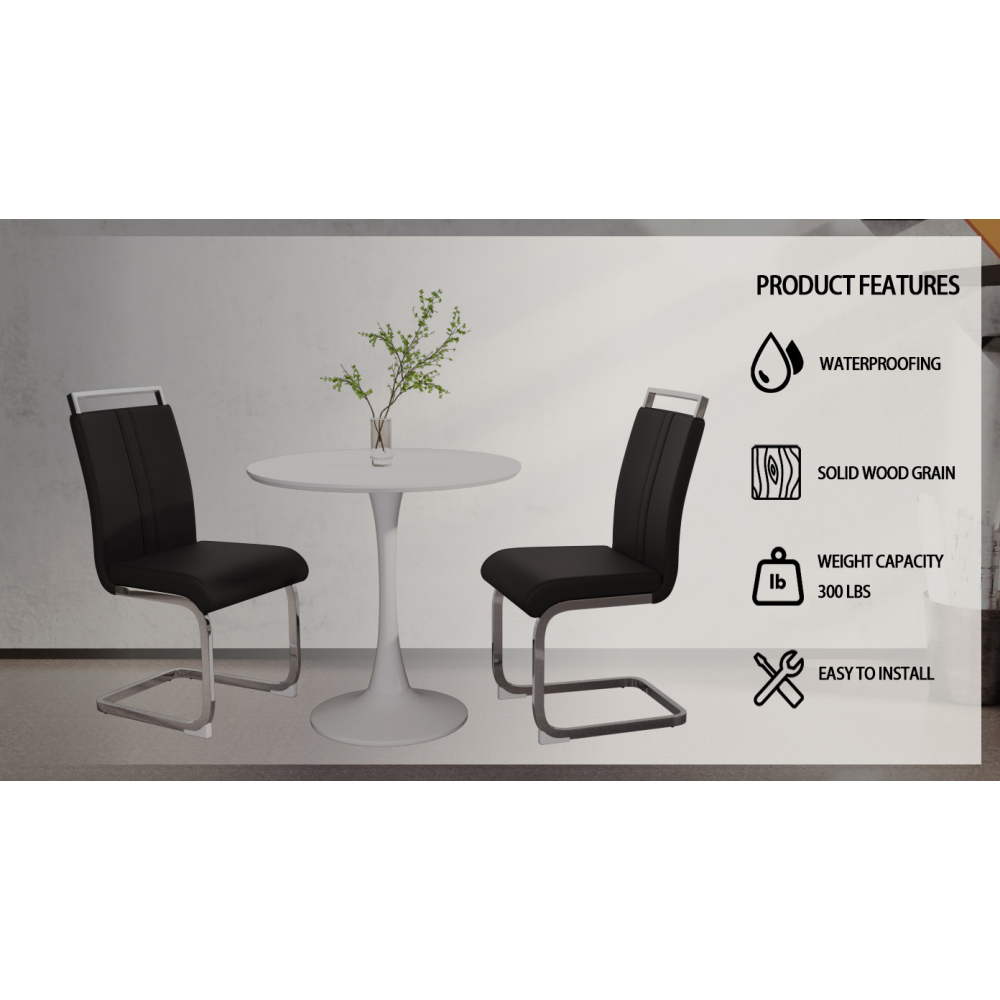 PRODUCT FEATURES
WATERPROOFING
SOLID WOOD GRAIN
lb
WEIGHT CAPACITY
300 LBS
EASY TO INSTALL